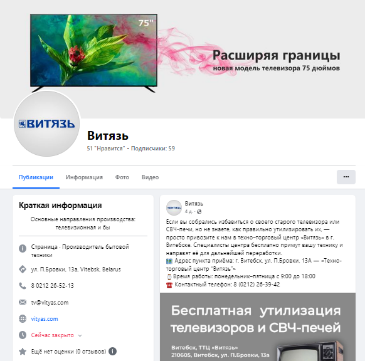 75"
Расширяя границы
новая модель телевизора 75 дюймов
ВИТЯЗЬ
Витязь
51 "Нравится" • Подписчики: 59
Публикации Информация Фото Видео
Краткая информация
Основные направления производства:
телевизионная и бы
Страница · Производитель бытовой
техники
ул. П.Бровки, 13а, Vitebsk, Belarus
8 0212 26-52-13
tv@vityas.com
vityas.com
Сейчас закрыто
Ещё нет оценки (0 отзывов)
Витязь
4 д.
Если вы собрались избавиться о своего старого телевизора или
СВЧ-печи, но не знаете, как правильно утилизировать их, —
просто привезите к нам в техно-торговый центр «Витязь» в г.
Витебске. Специалисты центра бесплатно примут вашу технику и
направят её для дальнейшей переработки.
Адрес пункта приёма: г. Витебск, ул. П.Бровки, 13А — «Техно-
торговый центр "Витязь"»
Время работы: понедельник-пятница с 9:00 до 18:00
Контактный телефон: 8 (0212) 26-39-42
Бесплатная утилизация
телевизоров и СВЧ-печей
Витебск, ТТЦ «Витязь»
210605, Витебск, ул. П.Бровки, 13а